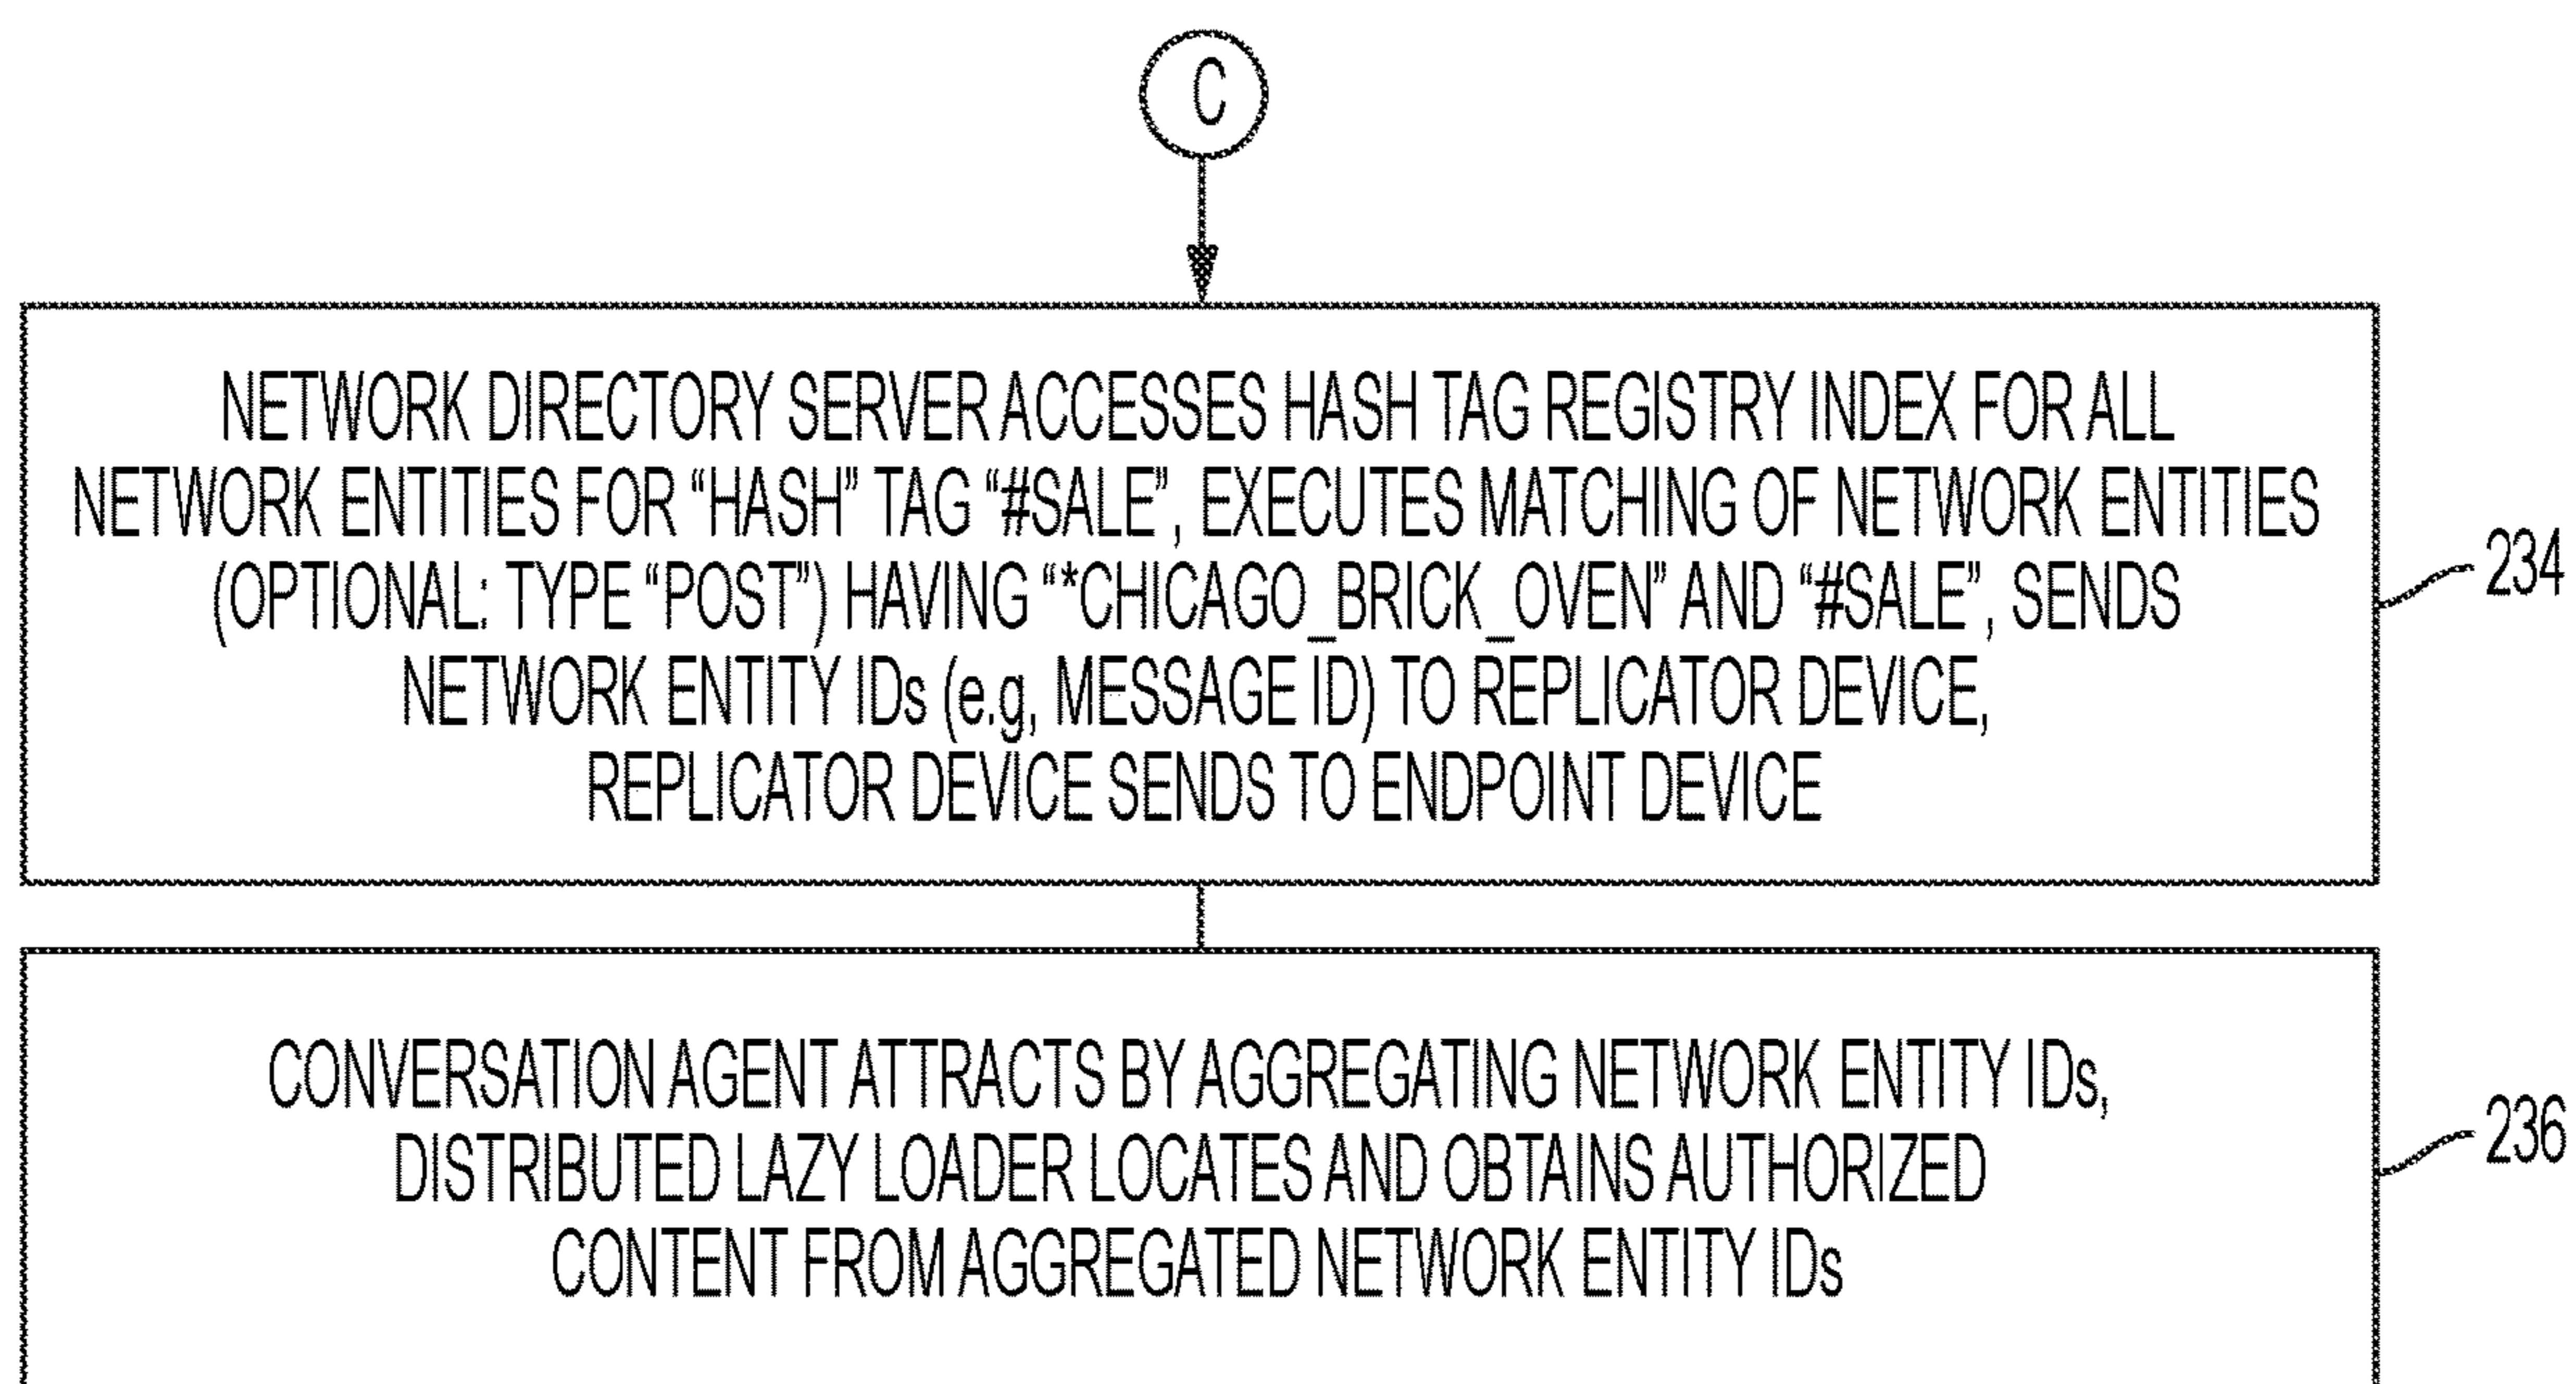 C
NETWORK DIRECTORY SERVER ACCESSES HASH TAG REGISTRY INDEX FOR ALL
NETWORK ENTITIES FOR “HASH” TAG “#SALE”, EXECUTES MATCHING OF NETWORK ENTITIES
(OPTIONAL: TYPE “POST”) HAVING “*CHICAGO_BRICK_OVEN” AND “#SALE”, SENDS
NETWORK ENTITY IDs (e.g, MESSAGE ID) TO REPLICATOR DEVICE,
REPLICATOR DEVICE SENDS TO ENDPOINT DEVICE
234
CONVERSATION AGENT ATTRACTS BY AGGREGATING NETWORK ENTITY IDs,
DISTRIBUTED LAZY LOADER LOCATES AND OBTAINS AUTHORIZED
CONTENT FROM AGGREGATED NETWORK ENTITY IDs
236